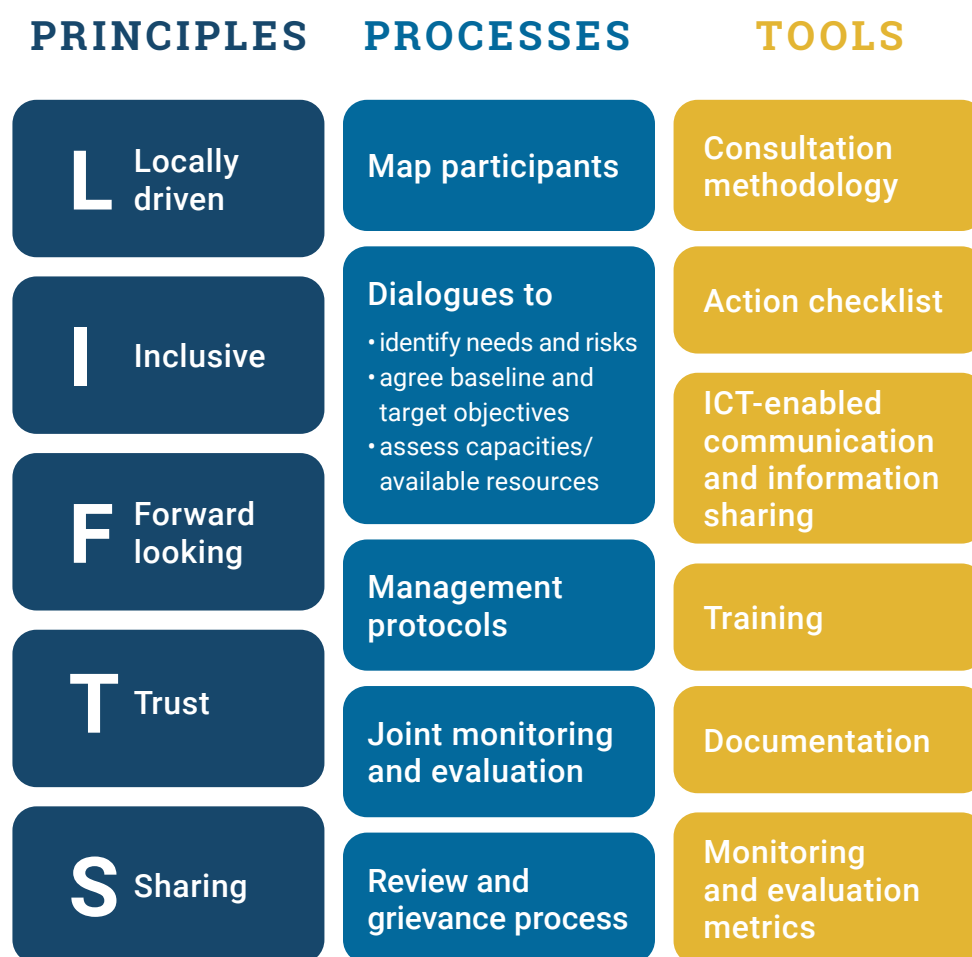 PRINCIPLES
L
Locally
driven
I
Inclusive
F
Forward
looking
T
Trust
S
Sharing
PROCESSES
Map participants
Dialogues to
• identify needs and risks
• agree baseline and
target objectives
• assess capacities/
available resources
Management
protocols
Joint monitoring
and evaluation
Review and
grievance process
TOOLS
Consultation
methodology
Action checklist
ICT-enabled
communication
and information
sharing
Training
Documentation
Monitoring
and evaluation
metrics